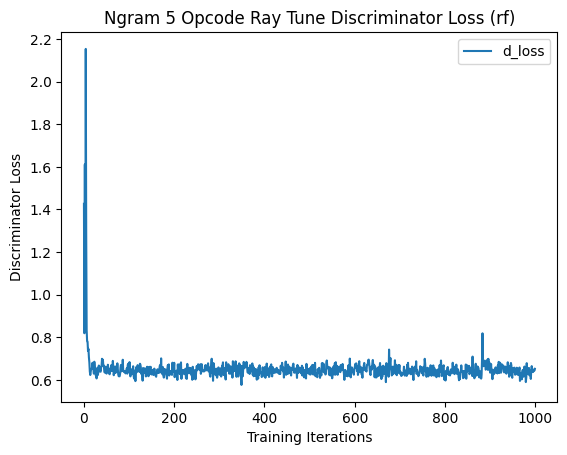 Ngram 5 Opcode Ray Tune Discriminator Loss (rf)
d_loss
2.2
2.0
1.8
1.6
1.4
1.2
1.0
0.8
0.6
Discriminator Loss
0 200 400 600 800 1000
Training Iterations